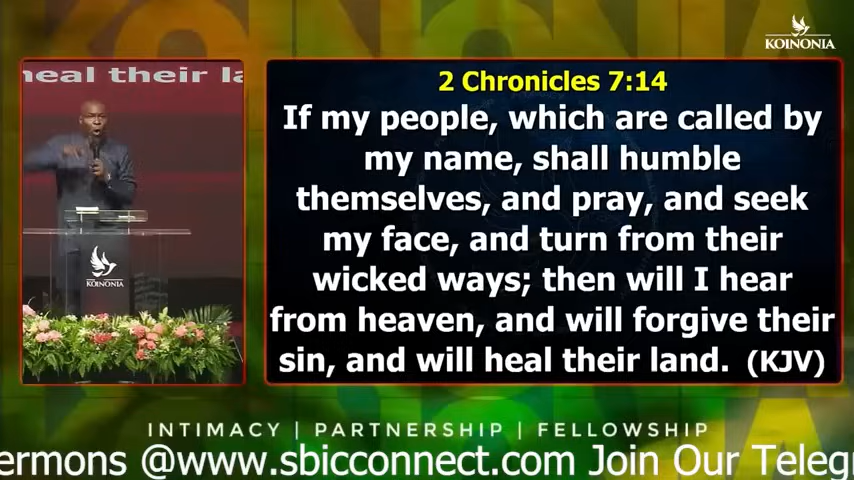 KOINONIA
heal their la
KOINONIA
2 Chronicles 7:14
If my people, which are called by
my name, shall humble
themselves, and pray, and seek
my face, and turn from their
wicked ways; then will I hear
from heaven, and will forgive their
sin, and will heal their land. (KJV)
INTIMACY | PARTNERSHIP | FELLOWSHIP
ermons @www.sbicconnect.com Join Our Telegr